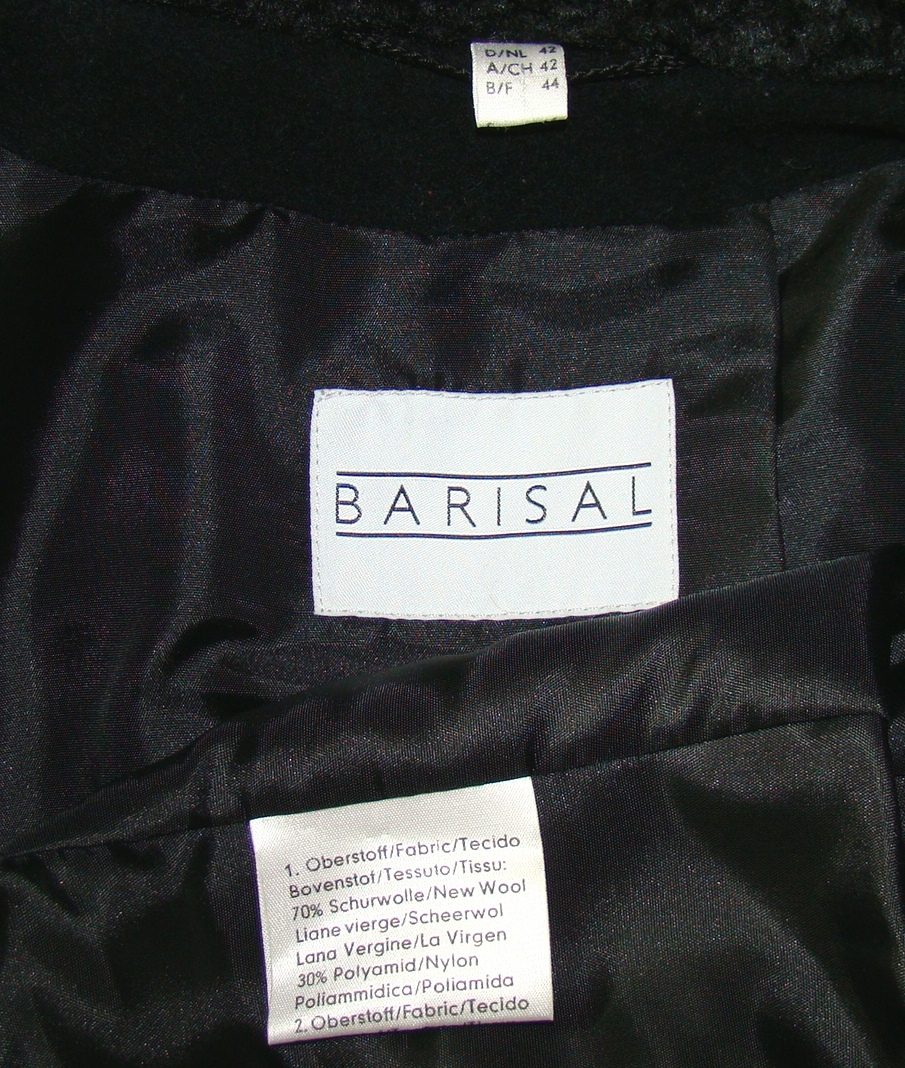 D/NL 42
A/CH 42
B/F 44
BARISAL
1. Oberstoff/Fabric/Tecido
Bovenstof/Tessuto/Tissu:
70% Schurwolle/New Wool
Liane vierge/Scheerwol
Lana Vergine/La Virgen
30% Polyamid/Nylon
Poliammidica/Poliamida
2. Oberstoff/Fabric/Tecido